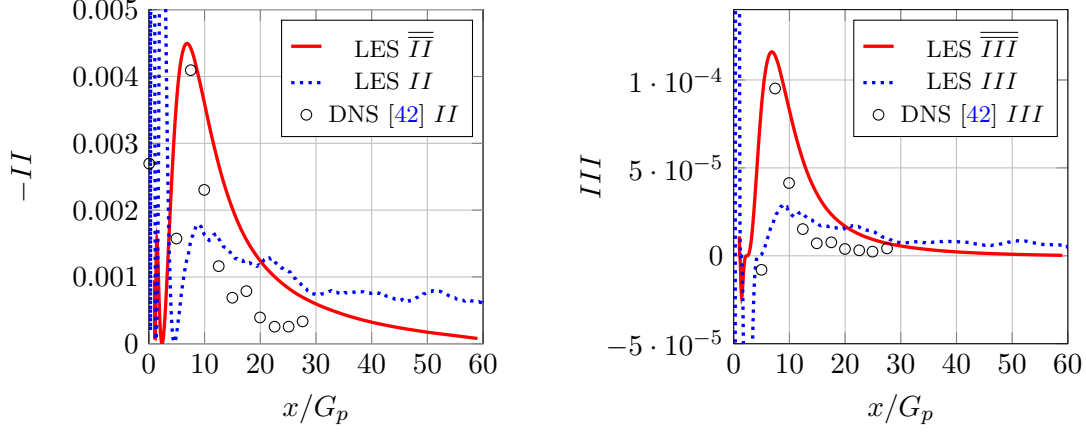 0.005
0.004
0.003
0.002
0.001
0
−II
0 10 20 30 40 50 60
x/G_p
LES \overline{\overline{II}}
LES II
DNS [42] II
1 · 10^{−4}
5 · 10^{−5}
0
−5 · 10^{−5}
III
0 10 20 30 40 50 60
x/G_p
LES \overline{\overline{III}}
LES III
DNS [42] III